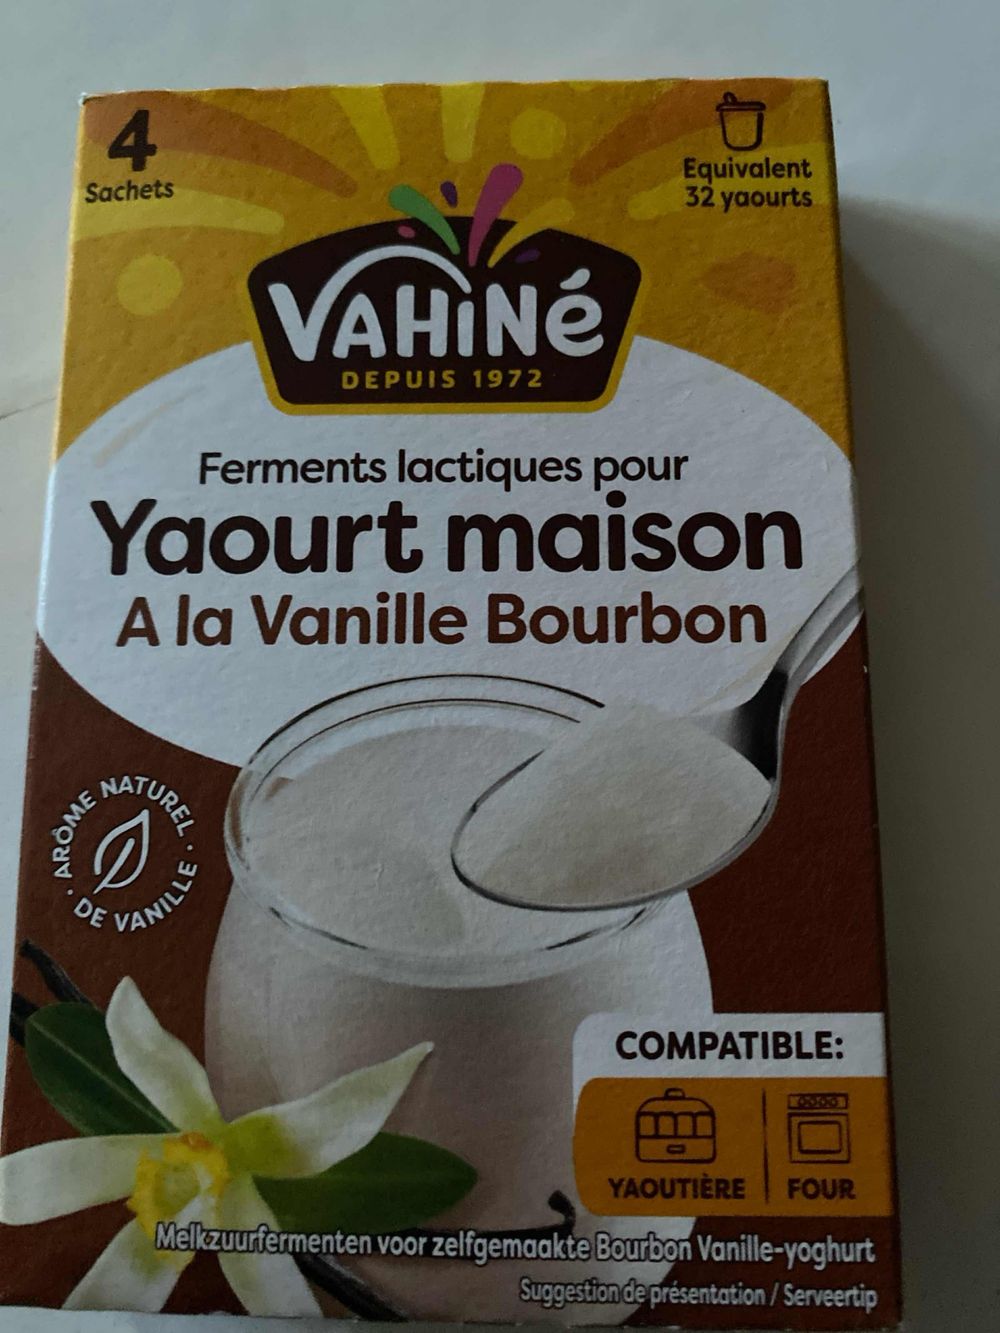 4
Sachets
Equivalent
32 yaourts
VAHiNé
DEPUIS 1972
Ferments lactiques pour
Yaourt maison
A la Vanille Bourbon
ARÔME NATUREL
DE VANILLE
COMPATIBLE:
YAOUTIÈRE
FOUR
Melkzuurfermenten voor zelfgemaakte Bourbon Vanille-yoghurt
Suggestion de présentation / Serveertip